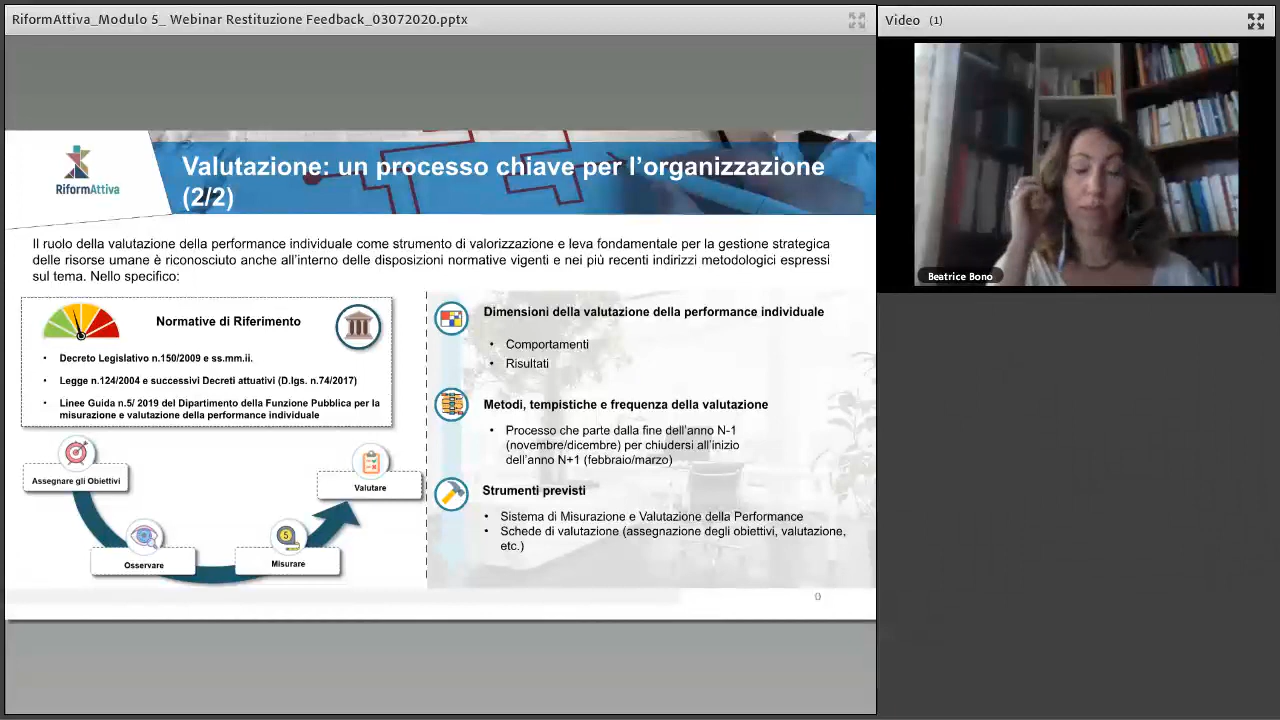 RiformAttiva_Modulo 5_ Webinar Restituzione Feedback_03072020.pptx
Video (1)
RiformAttiva
Valutazione: un processo chiave per l'organizzazione
(2/2)
Il ruolo della valutazione della performance individuale come strumento di valorizzazione e leva fondamentale per la gestione strategica
delle risorse umane è riconosciuto anche all'interno delle disposizioni normative vigenti e nei più recenti indirizzi metodologici espressi
sul tema. Nello specifico:
Normative di Riferimento
• Decreto Legislativo n.150/2009 e ss.mm.ii.
• Legge n.124/2004 e successivi Decreti attuativi (D.lgs. n.74/2017)
• Linee Guida n.5/ 2019 del Dipartimento della Funzione Pubblica per la
misurazione e valutazione della performance individuale
Assegnare gli Obiettivi
Osservare
5
Misurare
Valutare
Dimensioni della valutazione della performance individuale
• Comportamenti
• Risultati
Metodi, tempistiche e frequenza della valutazione
• Processo che parte dalla fine dell'anno N-1
(novembre/dicembre) per chiudersi all'inizio
dell'anno N+1 (febbraio/marzo)
Strumenti previsti
• Sistema di Misurazione e Valutazione della Performance
• Schede di valutazione (assegnazione degli obiettivi, valutazione,
etc.)
0
Beatrice Bono